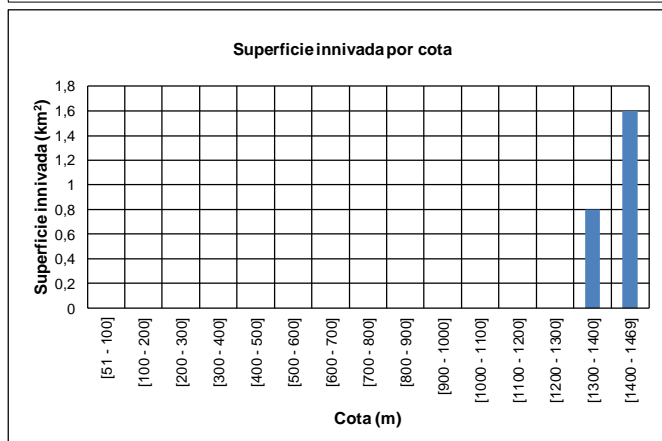 Superficie innivada por cota
Superficie innivada (km²)
1,8
1,6
1,4
1,2
1
0,8
0,6
0,4
0,2
0
[51 - 100]
[100 - 200]
[200 - 300]
[300 - 400]
[400 - 500]
[500 - 600]
[600 - 700]
[700 - 800]
[800 - 900]
[900 - 1000]
[1000 - 1100]
[1100 - 1200]
[1200 - 1300]
[1300 - 1400]
[1400 - 1469]
Cota (m)